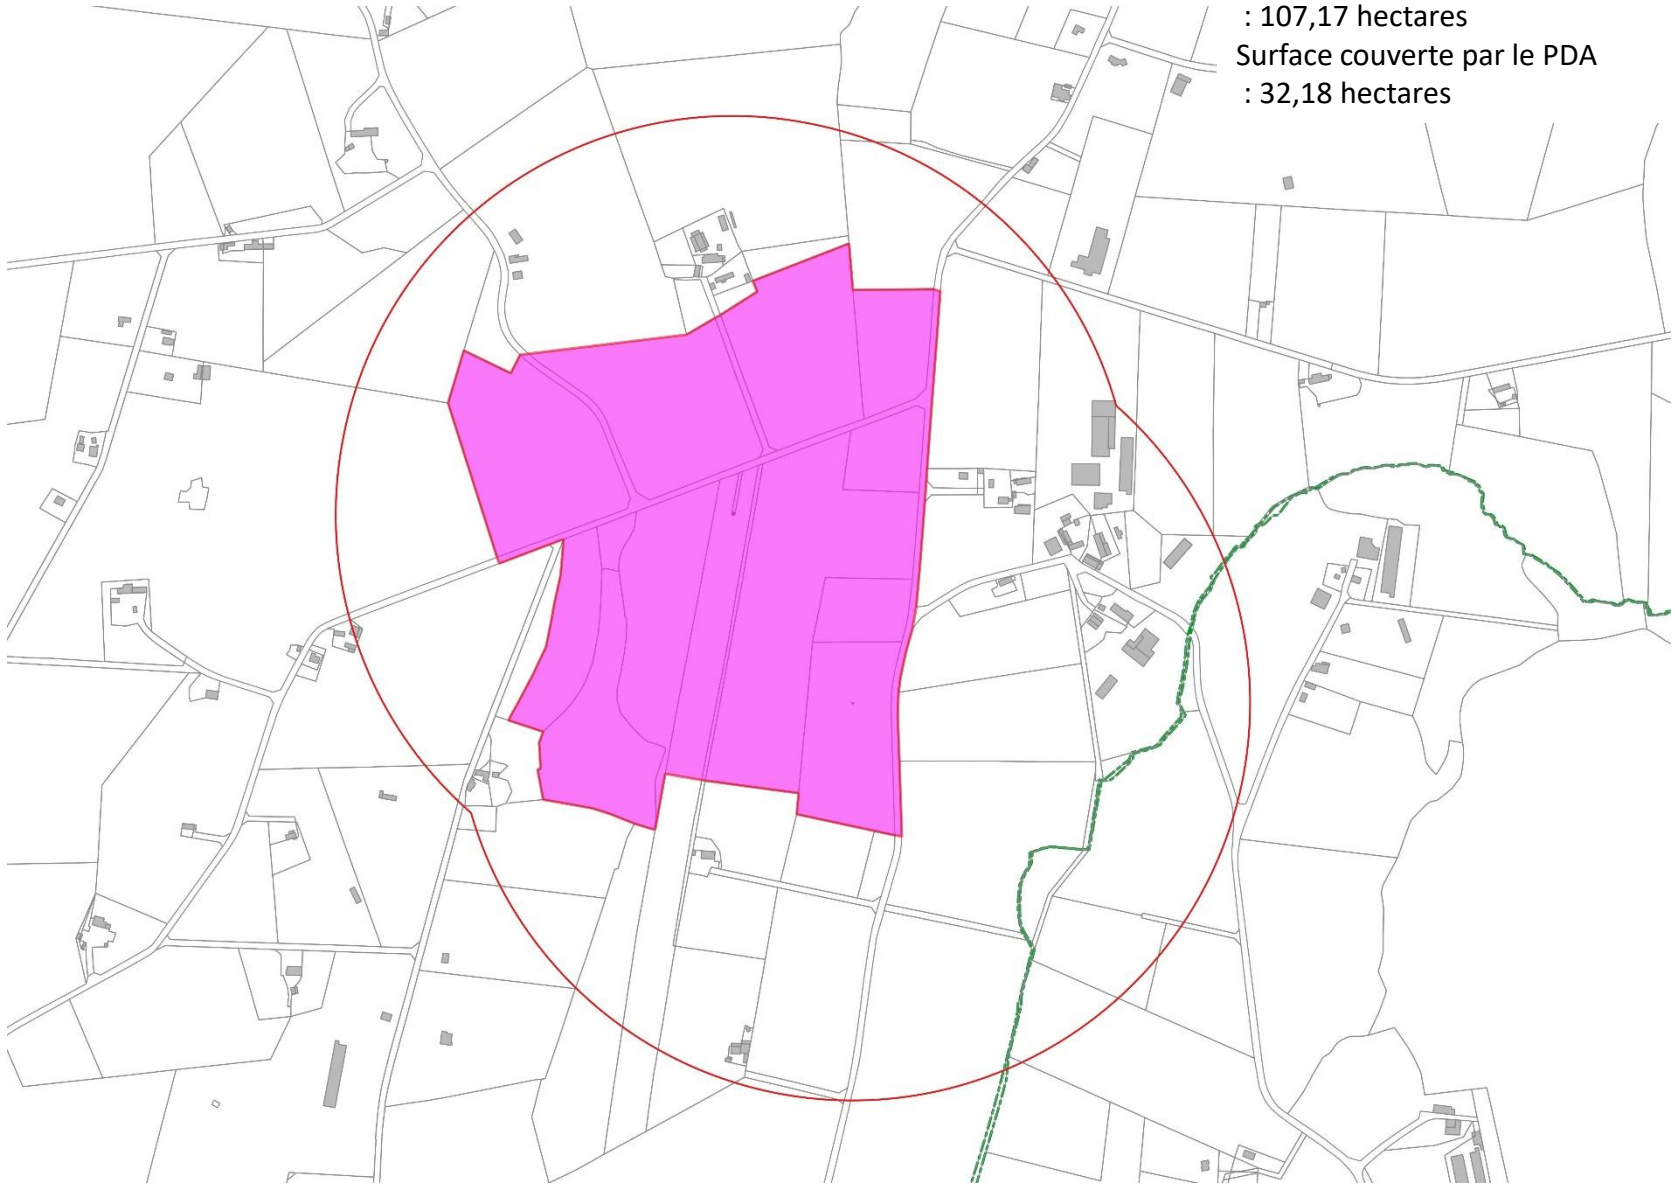 : 107,17 hectares
Surface couverte par le PDA
: 32,18 hectares